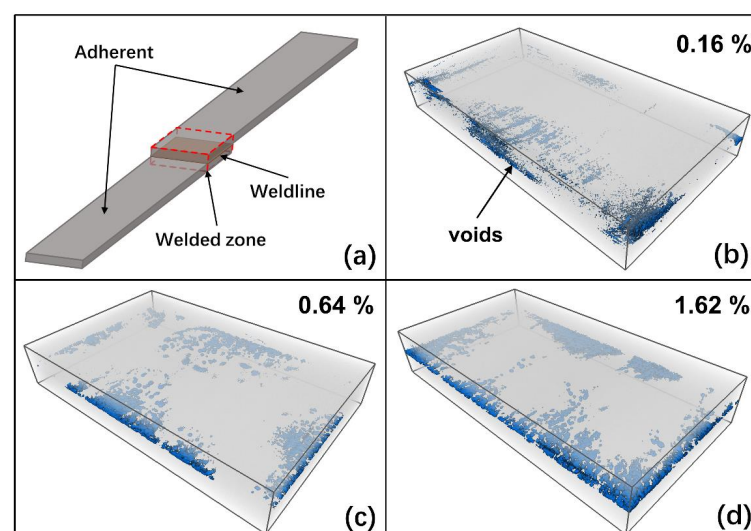 Adherent
Weldline
Welded zone
(a)
0.16 %
voids
(b)
0.64 %
(c)
1.62 %
(d)